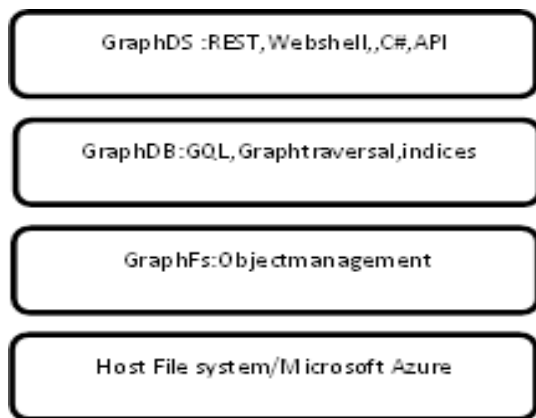 GraphDS :REST,Webshell,,C#,API
GraphDB:GQL,Graphtraversal,indices
GraphFs:Objectmanagement
Host File system/Microsoft Azure